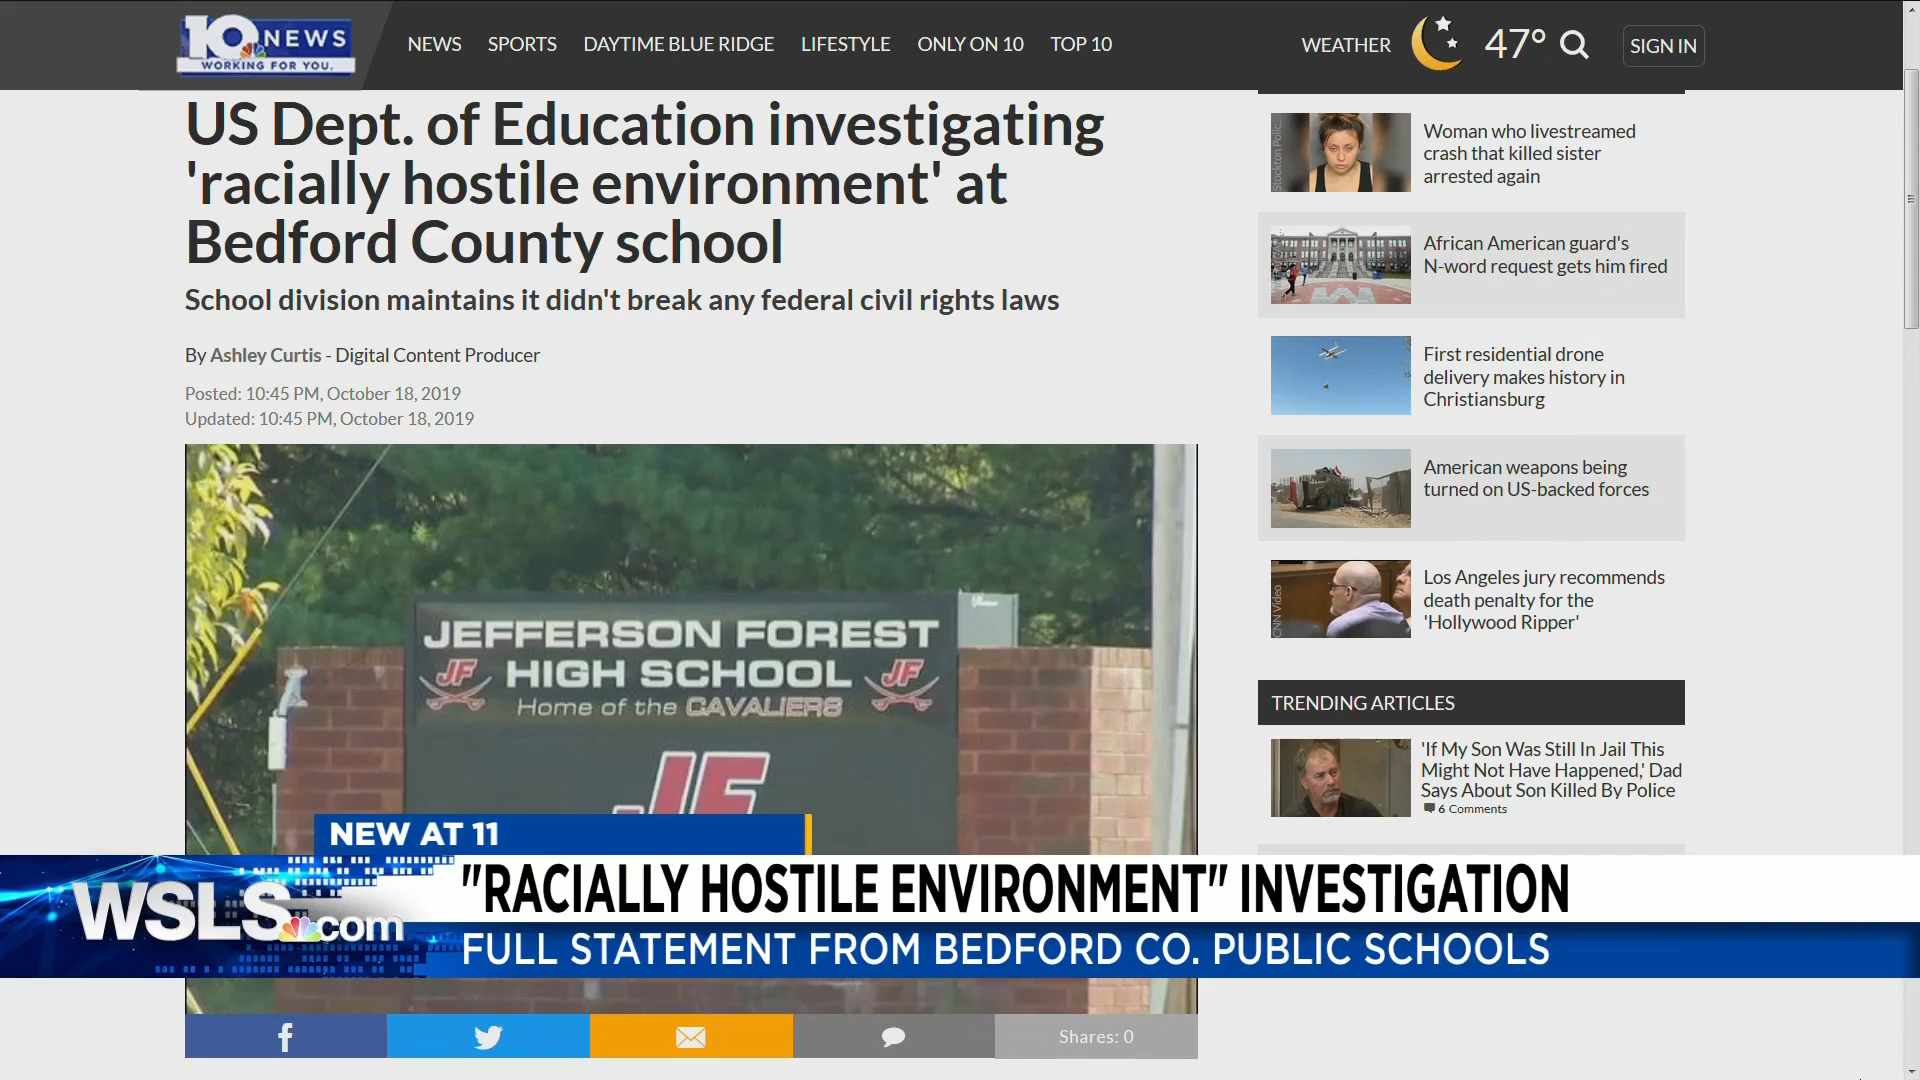 10 NEWS
WORKING FOR YOU.
NEWS SPORTS DAYTIME BLUE RIDGE LIFESTYLE ONLY ON 10 TOP 10
WEATHER 47° SIGN IN
US Dept. of Education investigating
'racially hostile environment' at
Bedford County school
School division maintains it didn't break any federal civil rights laws
By Ashley Curtis - Digital Content Producer
Posted: 10:45 PM, October 18, 2019
Updated: 10:45 PM, October 18, 2019
JEFFERSON FOREST
JF HIGH SCHOOL JF
Home of the CAVALIERS
JF
Stockton Polic...
Woman who livestreamed
crash that killed sister
arrested again
African American guard's
N-word request gets him fired
First residential drone
delivery makes history in
Christiansburg
American weapons being
turned on US-backed forces
CNN Video
Los Angeles jury recommends
death penalty for the
'Hollywood Ripper'
TRENDING ARTICLES
'If My Son Was Still In Jail This
Might Not Have Happened,' Dad
Says About Son Killed By Police
6 Comments
NEW AT 11
WSLS.com
"RACIALLY HOSTILE ENVIRONMENT" INVESTIGATION
FULL STATEMENT FROM BEDFORD CO. PUBLIC SCHOOLS
Shares: 0